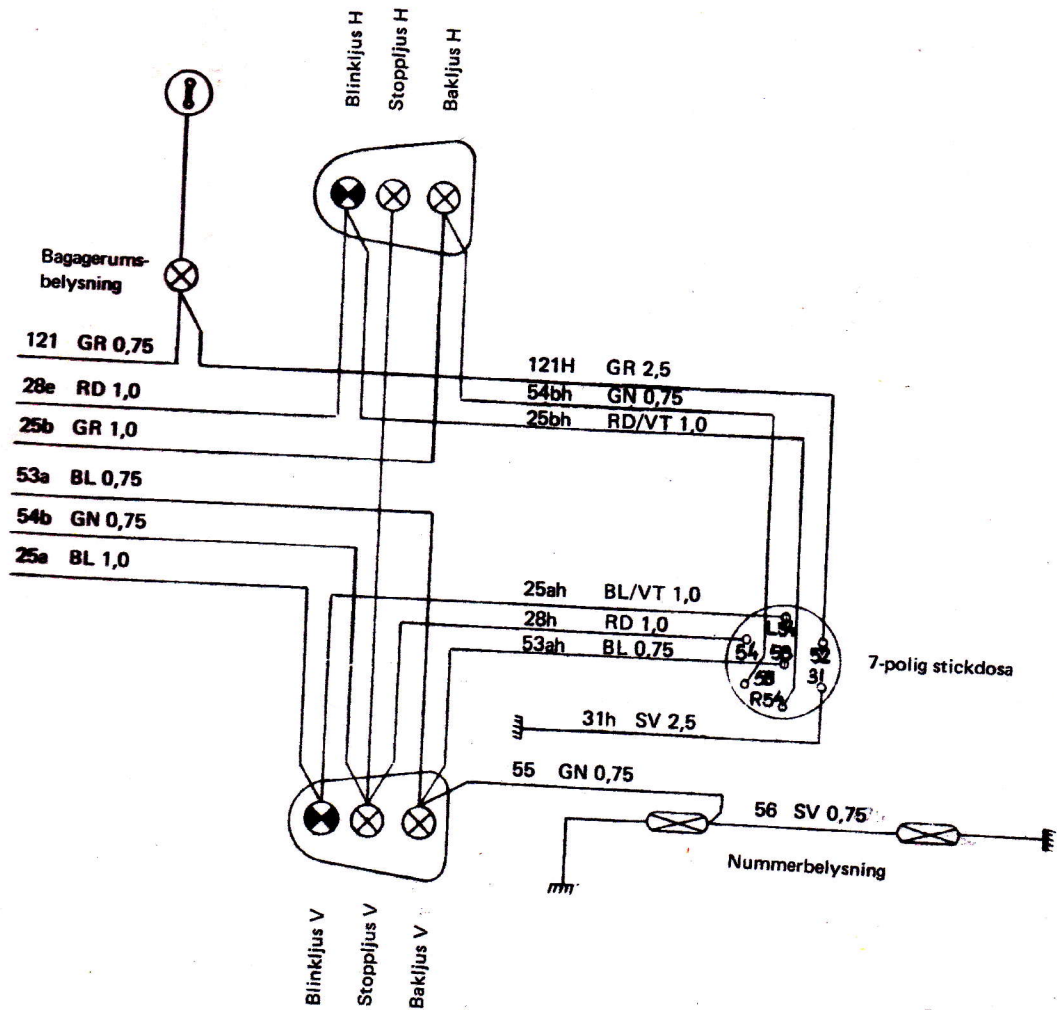 Blinkljus H
Stoppljus H
Bakljus H
Bagagerums-
belysning
121 GR 0,75
28e RD 1,0
25b GR 1,0
53a BL 0,75
54b GN 0,75
25a BL 1,0
121H GR 2,5
54bh GN 0,75
25bh RD/VT 1,0
25ah BL/VT 1,0
28h RD 1,0
53ah BL 0,75
L54
54
52
31
R54
7-polig stickdosa
31h SV 2,5
55 GN 0,75
56 SV 0,75
Nummerbelysning
Blinkljus V
Stoppljus V
Bakljus V